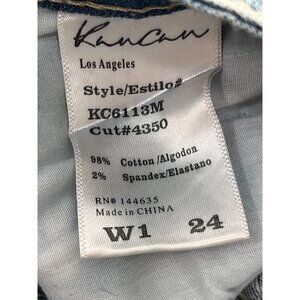 KanCan
Los Angeles
Style/Estilo#
KC6113M
Cut#4350
98% Cotton/Algodon
2% Spandex/Elastano
RN# 144635
Made in CHINA
W1 24